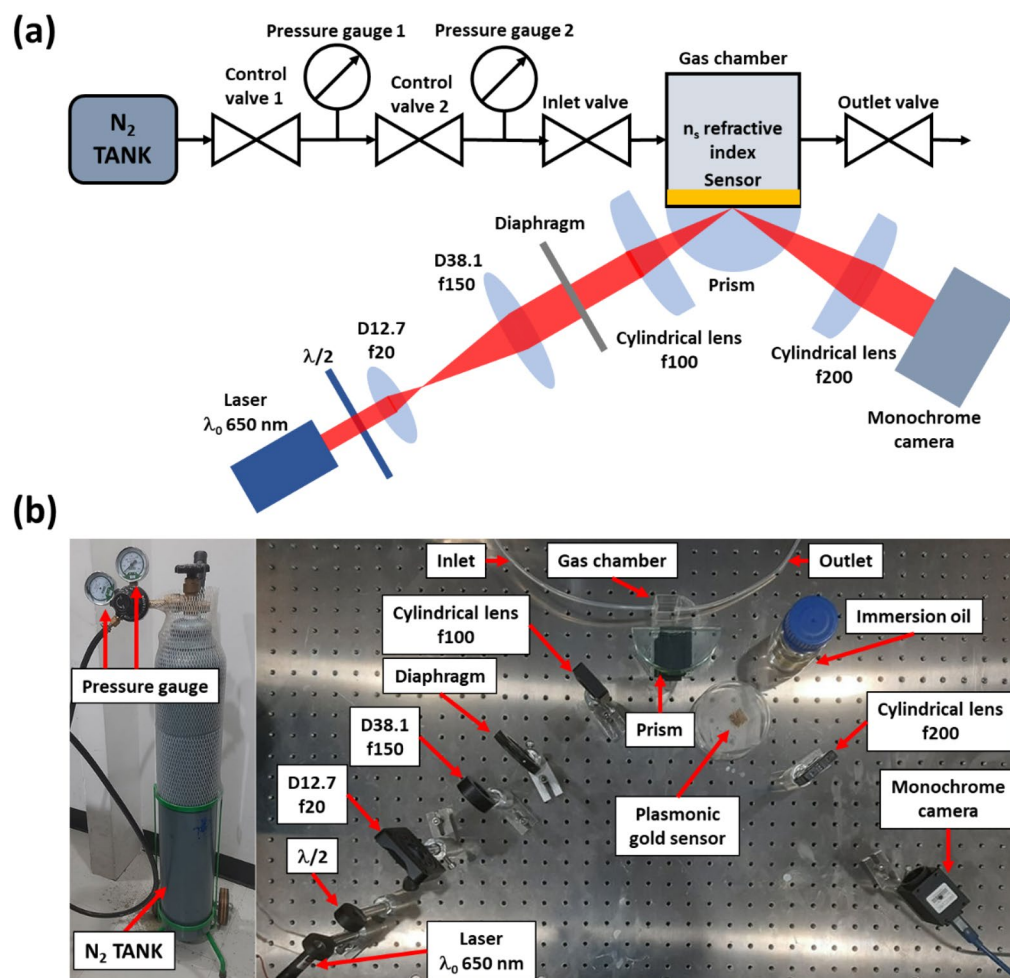 (a)
Pressure gauge 1
Pressure gauge 2
Gas chamber
Control
valve 1
Control
valve 2
Inlet valve
Outlet valve
N₂
TANK
nₛ refractive
index
Sensor
Diaphragm
D38.1
f150
Prism
D12.7
f20
Cylindrical lens
f100
Cylindrical lens
f200
λ/2
Laser
λ₀ 650 nm
Monochrome
camera
(b)
Inlet
Gas chamber
Outlet
Cylindrical lens
f100
Immersion oil
Pressure gauge
Diaphragm
Prism
Cylindrical lens
f200
D38.1
f150
D12.7
f20
Plasmonic
gold sensor
Monochrome
camera
λ/2
N₂ TANK
Laser
λ₀ 650 nm